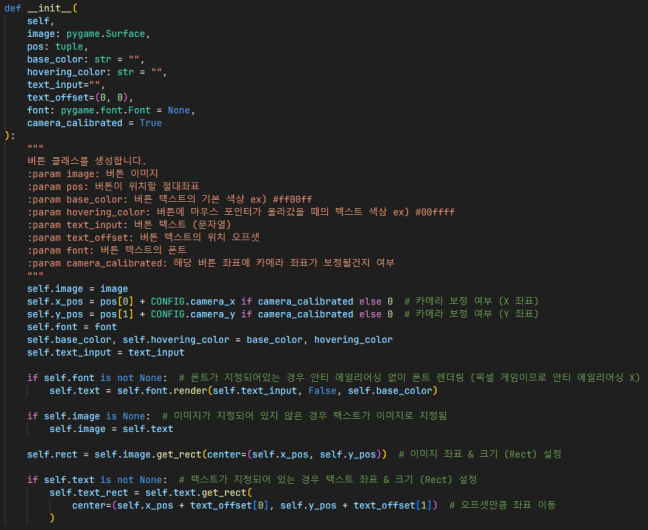 def __init__(
    self,
    image: pygame.Surface,
    pos: tuple,
    base_color: str = "",
    hovering_color: str = "",
    text_input="",
    text_offset=(0, 0),
    font: pygame.font.Font = None,
    camera_calibrated = True
):
    """
    버튼 클래스를 생성합니다.
    :param image: 버튼 이미지
    :param pos: 버튼이 위치할 절대좌표
    :param base_color: 버튼 텍스트의 기본 색상 ex) #ff00ff
    :param hovering_color: 버튼에 마우스 포인터가 올라갔을 때의 텍스트 색상 ex) #00ffff
    :param text_input: 버튼 텍스트 (문자열)
    :param text_offset: 버튼 텍스트의 위치 오프셋
    :param font: 버튼 텍스트의 폰트
    :param camera_calibrated: 해당 버튼 좌표에 카메라 좌표가 보정될건지 여부
    """
    self.image = image
    self.x_pos = pos[0] + CONFIG.camera_x if camera_calibrated else 0  # 카메라 보정 여부 (X 좌표)
    self.y_pos = pos[1] + CONFIG.camera_y if camera_calibrated else 0  # 카메라 보정 여부 (Y 좌표)
    self.font = font
    self.base_color, self.hovering_color = base_color, hovering_color
    self.text_input = text_input

    if self.font is not None:  # 폰트가 지정되어있는 경우 안티 에일리어싱 없이 폰트 렌더링 (픽셀 게임이므로 안티 에일리어싱 X)
        self.text = self.font.render(self.text_input, False, self.base_color)

    if self.image is None:  # 이미지가 지정되어 있지 않은 경우 텍스트가 이미지로 지정됨
        self.image = self.text

    self.rect = self.image.get_rect(center=(self.x_pos, self.y_pos))  # 이미지 좌표 & 크기 (Rect) 설정

    if self.text is not None:  # 텍스트가 지정되어 있는 경우 텍스트 좌표 & 크기 (Rect) 설정
        self.text_rect = self.text.get_rect(
            center=(self.x_pos + text_offset[0], self.y_pos + text_offset[1])  # 오프셋만큼 좌표 이동
        )